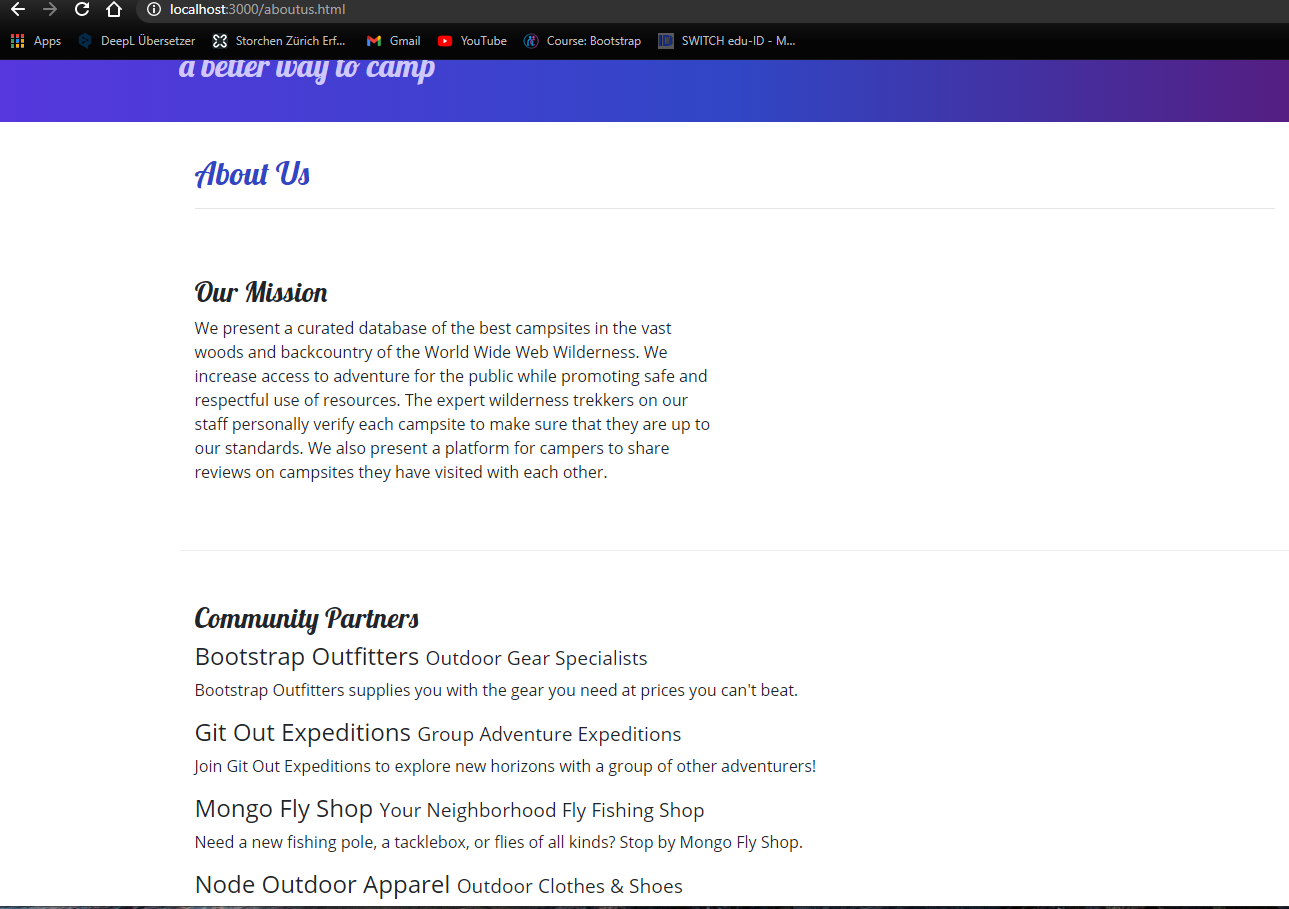 localhost:3000/aboutus.html
Apps DeepL Übersetzer Storchen Zürich Erf... Gmail YouTube Course: Bootstrap SWITCH edu-ID - M...
a better way to camp
About Us
Our Mission
We present a curated database of the best campsites in the vast
woods and backcountry of the World Wide Web Wilderness. We
increase access to adventure for the public while promoting safe and
respectful use of resources. The expert wilderness trekkers on our
staff personally verify each campsite to make sure that they are up to
our standards. We also present a platform for campers to share
reviews on campsites they have visited with each other.
Community Partners
Bootstrap Outfitters Outdoor Gear Specialists
Bootstrap Outfitters supplies you with the gear you need at prices you can't beat.
Git Out Expeditions Group Adventure Expeditions
Join Git Out Expeditions to explore new horizons with a group of other adventurers!
Mongo Fly Shop Your Neighborhood Fly Fishing Shop
Need a new fishing pole, a tacklebox, or flies of all kinds? Stop by Mongo Fly Shop.
Node Outdoor Apparel Outdoor Clothes & Shoes